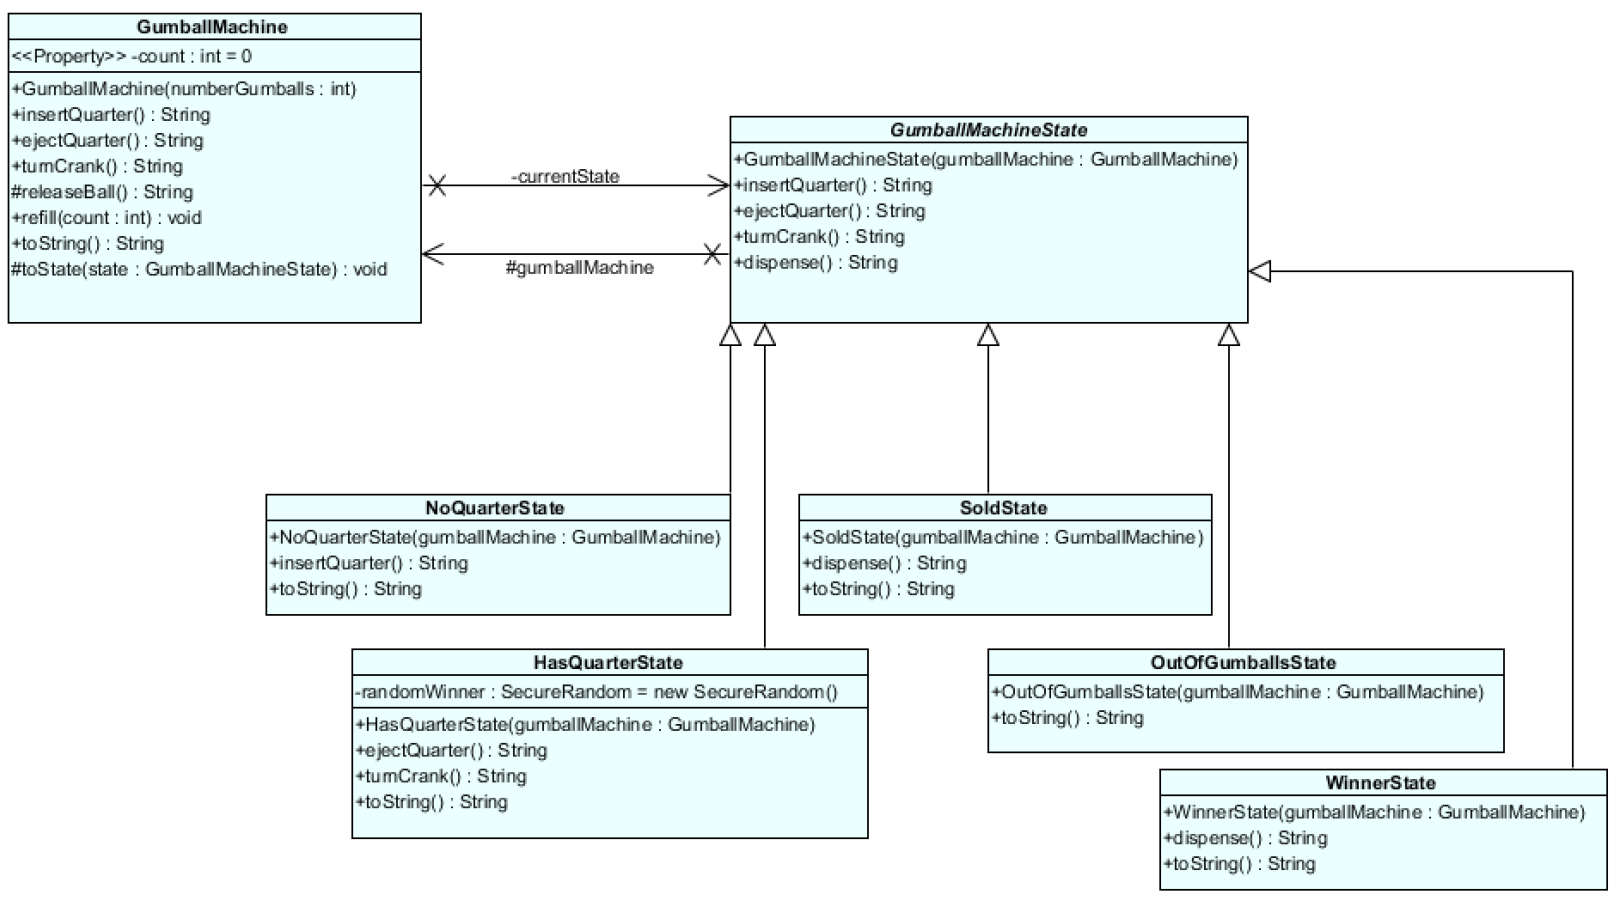 GumballMachine
<<Property>> -count : int = 0
+GumballMachine(numberGumballs : int)
+insertQuarter() : String
+ejectQuarter() : String
+turnCrank() : String
#releaseBall() : String
+refill(count : int) : void
+toString() : String
#toState(state : GumballMachineState) : void
-currentState
#gumballMachine
GumballMachineState
+GumballMachineState(gumballMachine : GumballMachine)
+insertQuarter() : String
+ejectQuarter() : String
+turnCrank() : String
+dispense() : String
NoQuarterState
+NoQuarterState(gumballMachine : GumballMachine)
+insertQuarter() : String
+toString() : String
SoldState
+SoldState(gumballMachine : GumballMachine)
+dispense() : String
+toString() : String
HasQuarterState
-randomWinner : SecureRandom = new SecureRandom()
+HasQuarterState(gumballMachine : GumballMachine)
+ejectQuarter() : String
+turnCrank() : String
+toString() : String
OutOfGumballsState
+OutOfGumballsState(gumballMachine : GumballMachine)
+toString() : String
WinnerState
+WinnerState(gumballMachine : GumballMachine)
+dispense() : String
+toString() : String